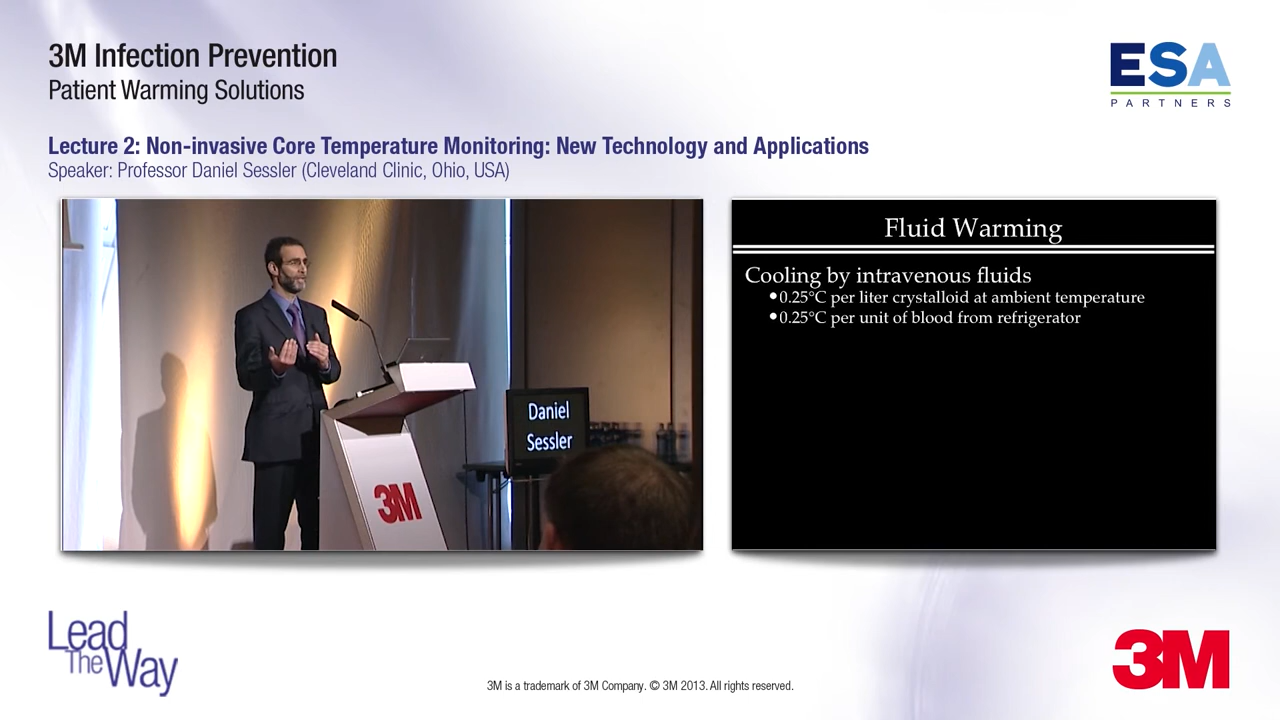 3M Infection Prevention
Patient Warming Solutions
ESA
PARTNERS
Lecture 2: Non-invasive Core Temperature Monitoring: New Technology and Applications
Speaker: Professor Daniel Sessler (Cleveland Clinic, Ohio, USA)
Daniel
Sessler
3M
Fluid Warming
Cooling by intravenous fluids
•0.25°C per liter crystalloid at ambient temperature
•0.25°C per unit of blood from refrigerator
Lead
The Way
3M is a trademark of 3M Company. © 3M 2013. All rights reserved.
3M